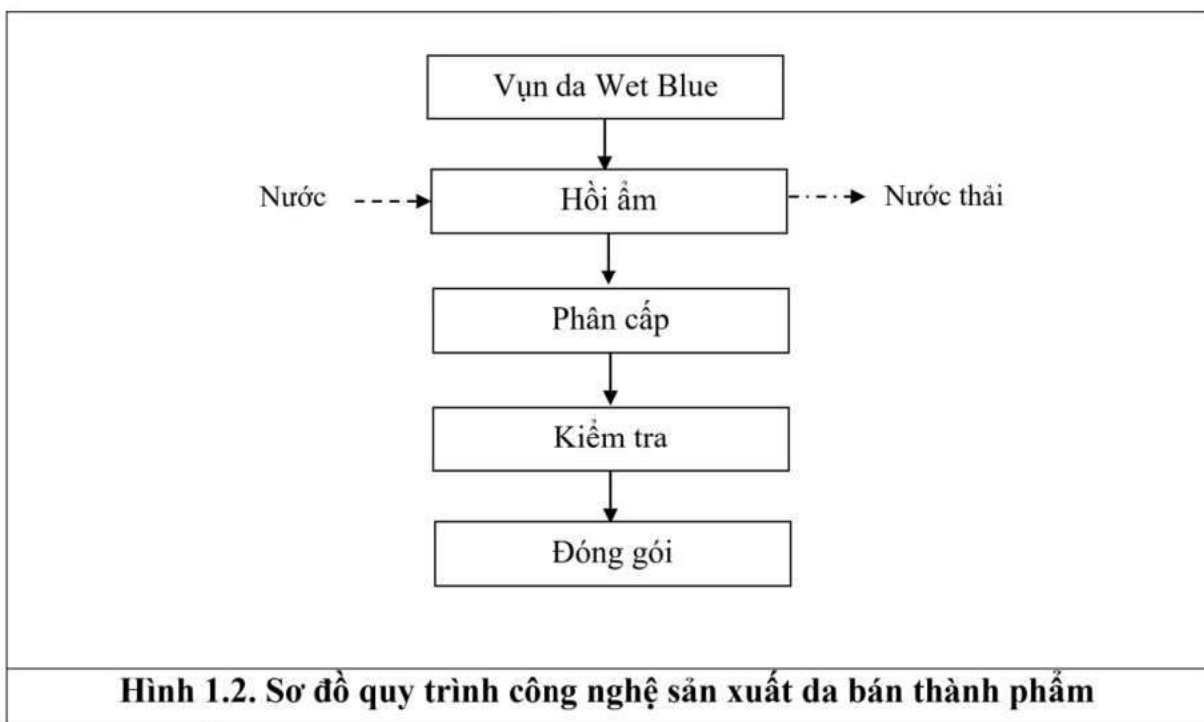 Vụn da Wet Blue
Nước
Hồi ẩm
Nước thải
Phân cấp
Kiểm tra
Đóng gói
Hình 1.2. Sơ đồ quy trình công nghệ sản xuất da bán thành phẩm